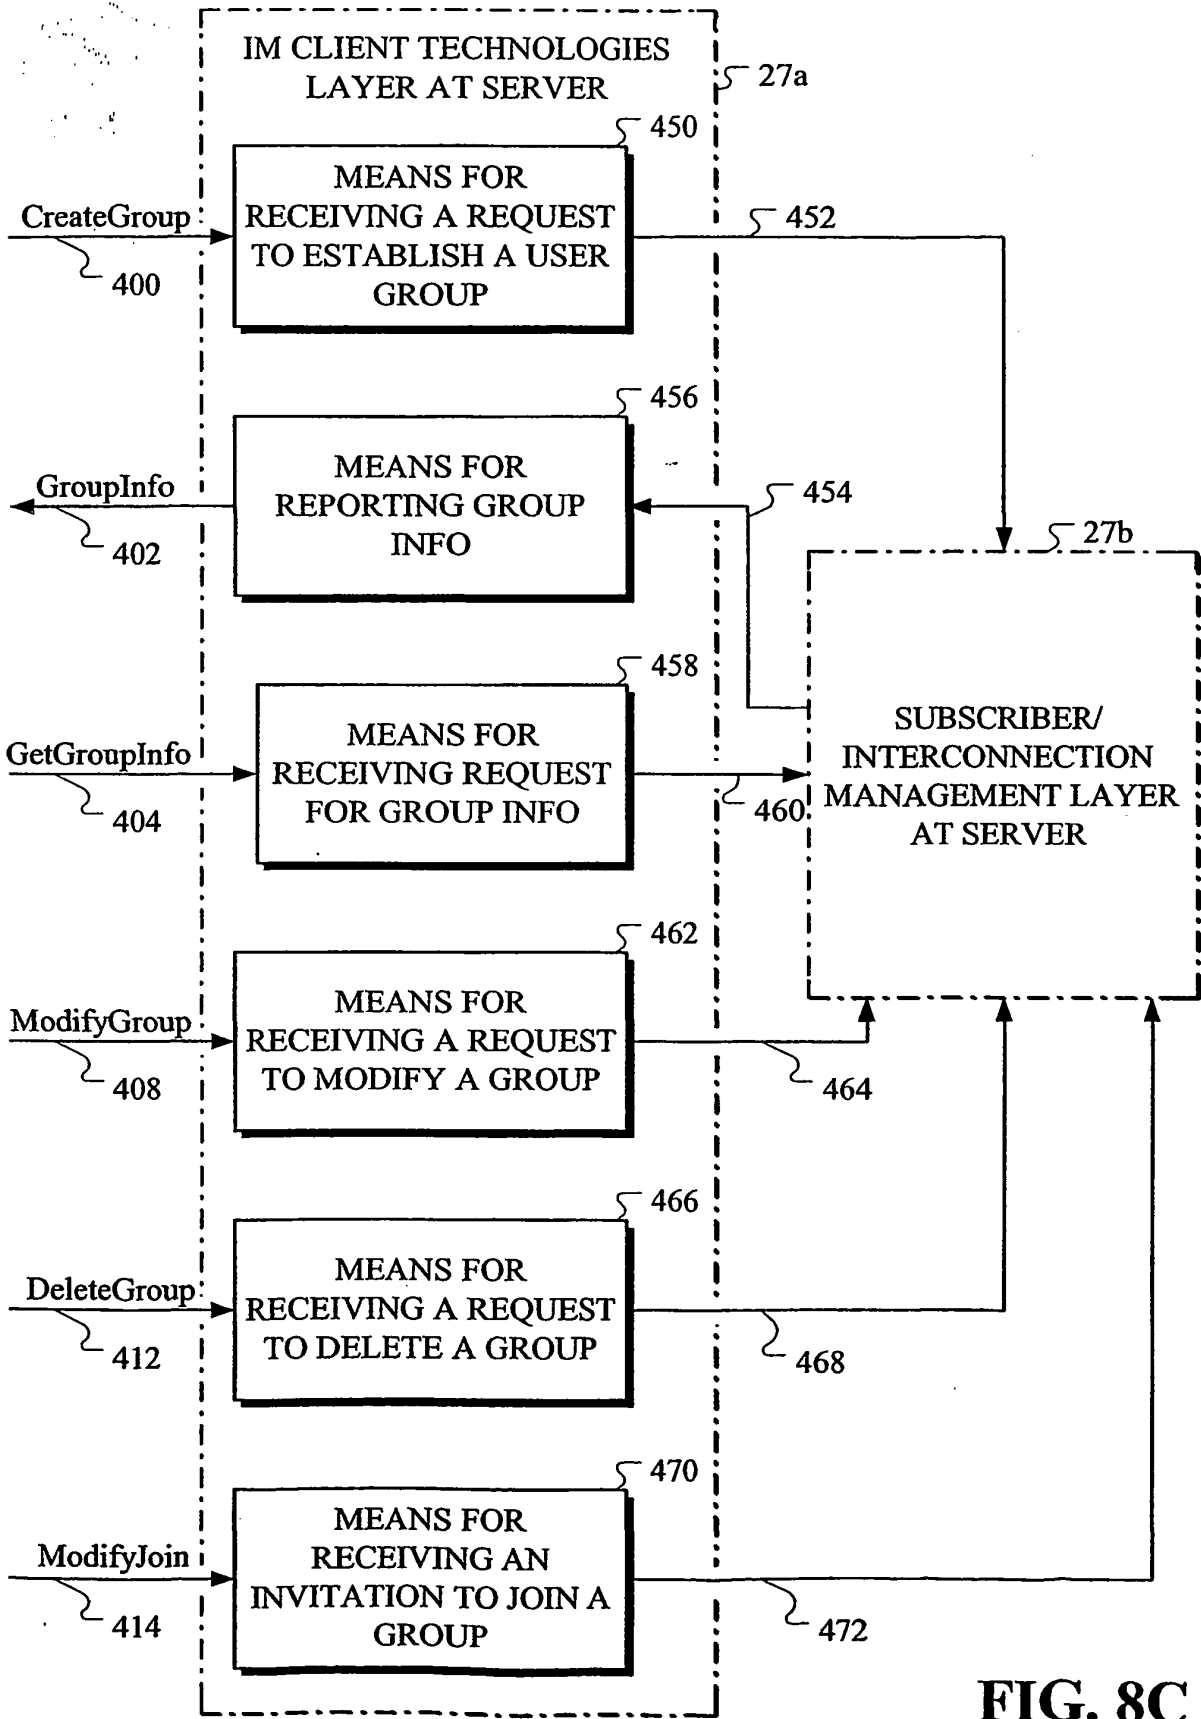 IM CLIENT TECHNOLOGIES
LAYER AT SERVER
27a
450
MEANS FOR
RECEIVING A REQUEST
TO ESTABLISH A USER
GROUP
CreateGroup
400
452
456
MEANS FOR
REPORTING GROUP
INFO
GroupInfo
402
454
27b
SUBSCRIBER/
INTERCONNECTION
MANAGEMENT LAYER
AT SERVER
458
MEANS FOR
RECEIVING REQUEST
FOR GROUP INFO
GetGroupInfo
404
460
462
MEANS FOR
RECEIVING A REQUEST
TO MODIFY A GROUP
ModifyGroup
408
464
466
MEANS FOR
RECEIVING A REQUEST
TO DELETE A GROUP
DeleteGroup
412
468
470
MEANS FOR
RECEIVING AN
INVITATION TO JOIN A
GROUP
ModifyJoin
414
472
FIG. 8C